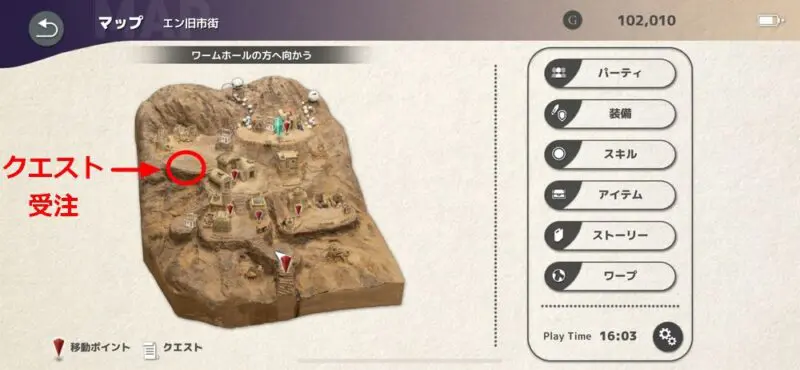 MAP
マップ エン旧市街
G 102,010
ワームホールの方へ向かう
パーティ
装備
スキル
アイテム
ストーリー
ワープ
Play Time 16:03
クエスト
受注
移動ポイント
クエスト